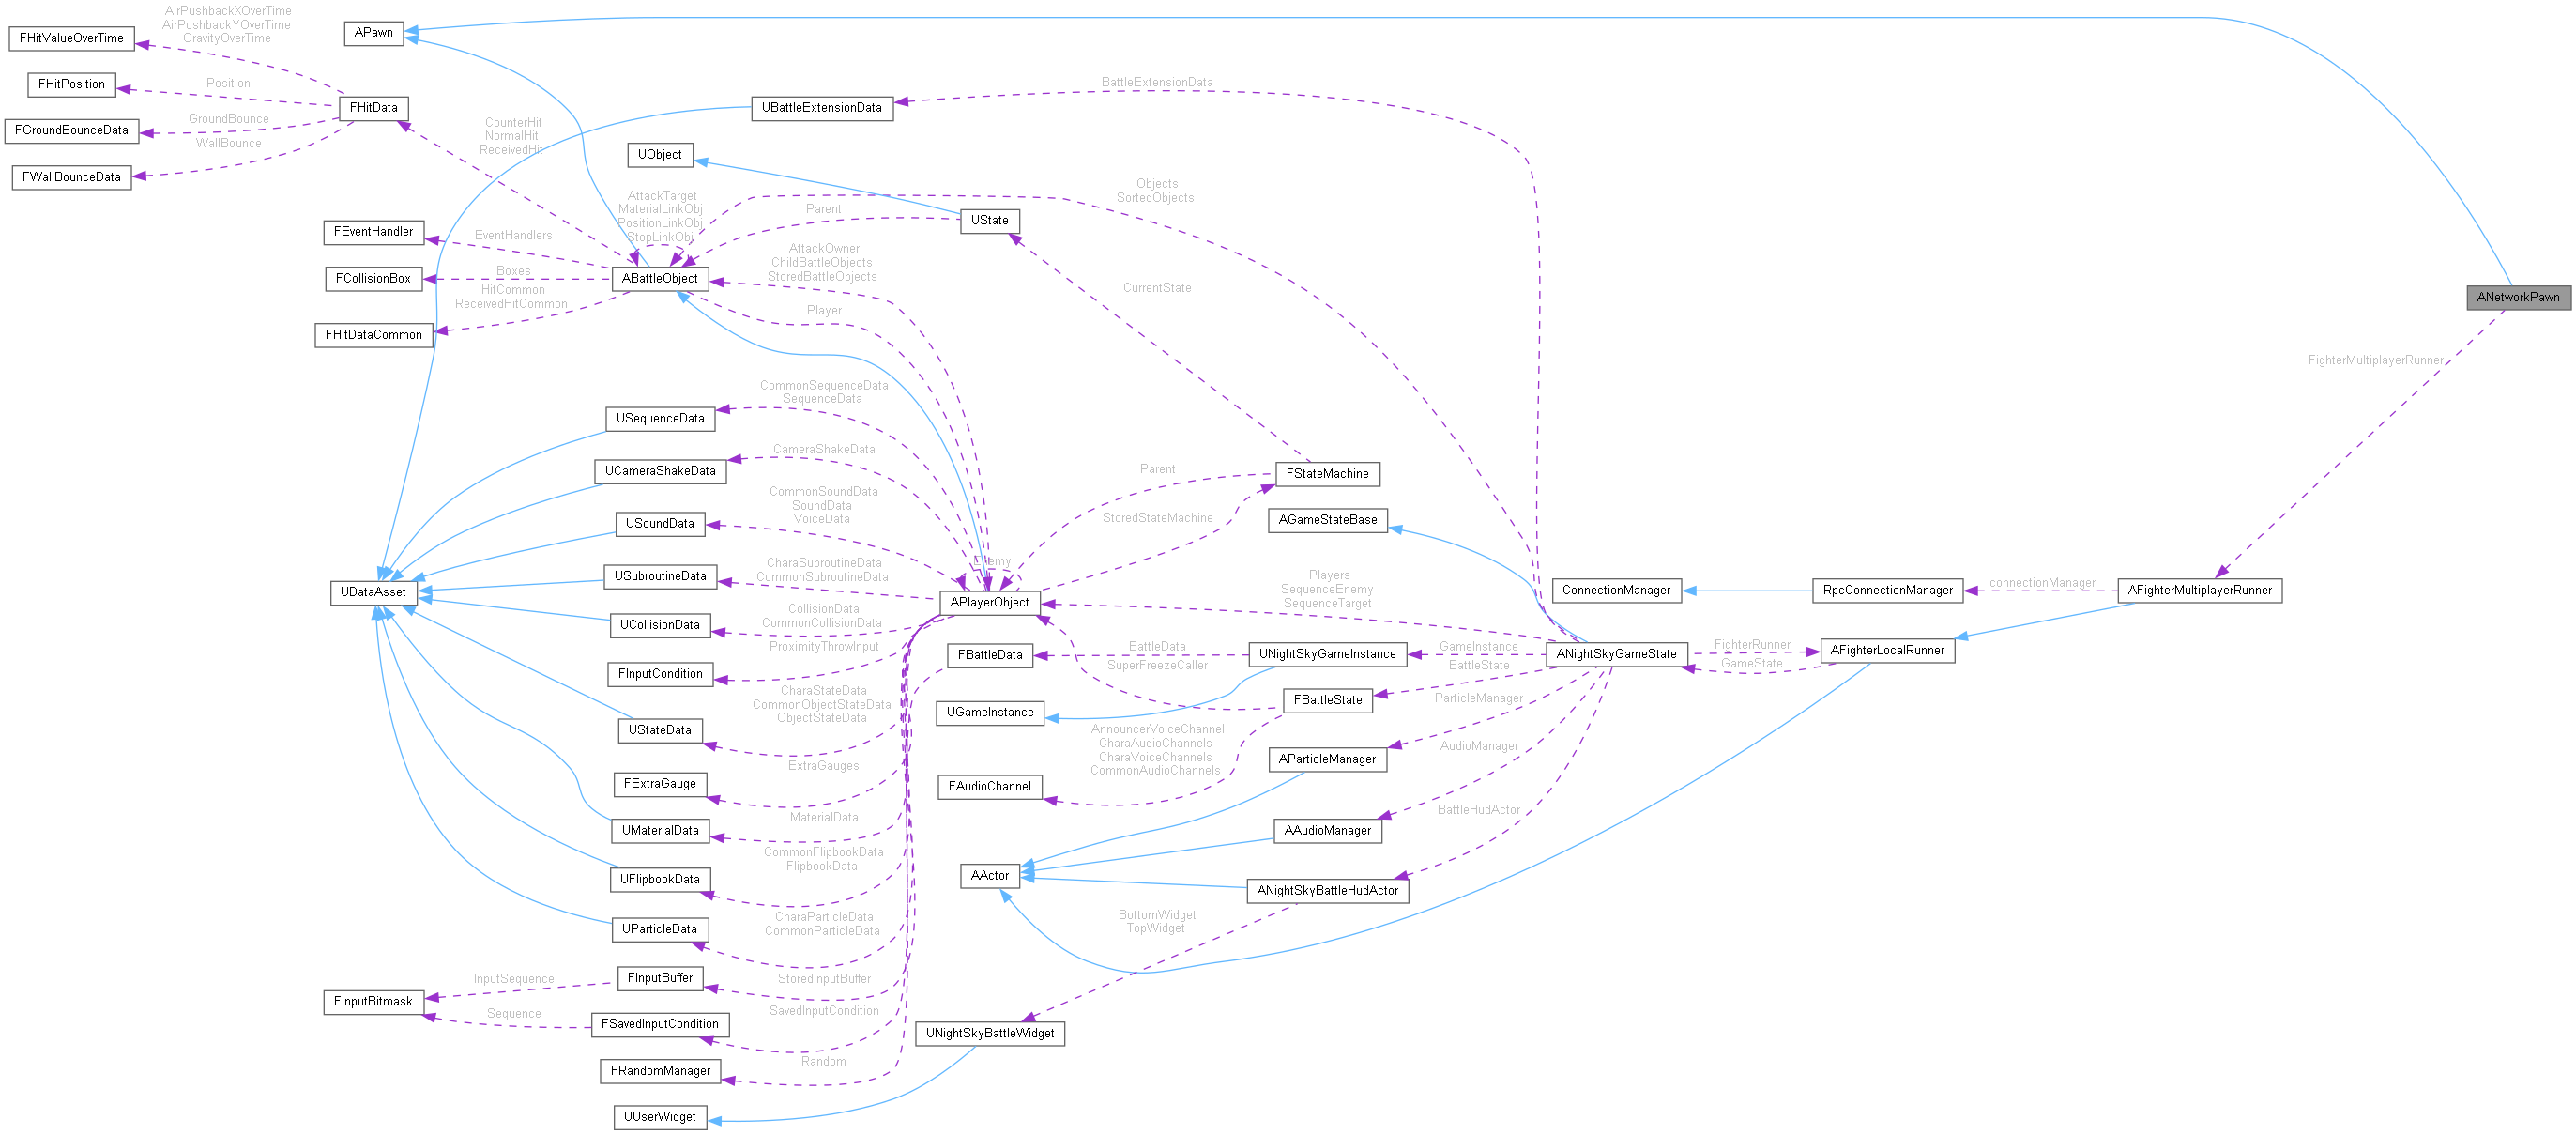 AirPushbackXOverTime
AirPushbackYOverTime
GravityOverTime
FHitValueOverTime
APawn
FHitPosition
Position
FHitData
UBattleExtensionData
BattleExtensionData
GroundBounce
FGroundBounceData
WallBounce
FWallBounceData
CounterHit
NormalHit
ReceivedHit
UObject
Objects
SortedObjects
AttackTarget
MaterialLinkObj
PositionLinkObj
StopLinkObj
Parent
UState
FEventHandler
EventHandlers
AttackOwner
ChildBattleObjects
StoredBattleObjects
FCollisionBox
Boxes
ABattleObject
CurrentState
ANetworkPawn
HitCommon
ReceivedHitCommon
FHitDataCommon
Player
FighterMultiplayerRunner
CommonSequenceData
SequenceData
USequenceData
CameraShakeData
UCameraShakeData
Parent
FStateMachine
CommonSoundData
SoundData
VoiceData
USoundData
StoredStateMachine
AGameStateBase
CharaSubroutineData
CommonSubroutineData
USubroutineData
Enemy
UDataAsset
APlayerObject
Players
SequenceEnemy
SequenceTarget
ConnectionManager
RpcConnectionManager
connectionManager
AFighterMultiplayerRunner
CollisionData
CommonCollisionData
UCollisionData
ProximityThrowInput
FInputCondition
FBattleData
BattleData
SuperFreezeCaller
UNightSkyGameInstance
GameInstance
BattleState
ANightSkyGameState
FighterRunner
GameState
AFighterLocalRunner
CharaStateData
CommonObjectStateData
ObjectStateData
UStateData
UGameInstance
FBattleState
ParticleManager
AnnouncerVoiceChannel
CharaAudioChannels
CharaVoiceChannels
CommonAudioChannels
AParticleManager
AudioManager
ExtraGauges
FExtraGauge
FAudioChannel
MaterialData
UMaterialData
AAudioManager
BattleHudActor
CommonFlipbookData
FlipbookData
UFlipbookData
AActor
ANightSkyBattleHudActor
CharaParticleData
CommonParticleData
UParticleData
BottomWidget
TopWidget
InputSequence
FInputBuffer
StoredInputBuffer
FInputBitmask
Sequence
FSavedInputCondition
SavedInputCondition
UNightSkyBattleWidget
FRandomManager
Random
UUserWidget